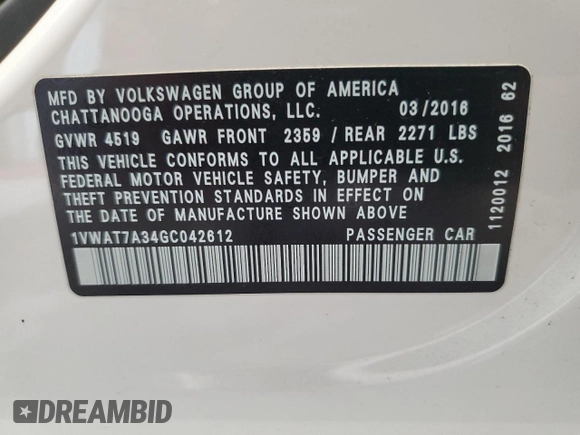 MFD BY VOLKSWAGEN GROUP OF AMERICA
CHATTANOOGA OPERATIONS, LLC. 03/2016
GVWR 4519 GAWR FRONT 2359 / REAR 2271 LBS
THIS VEHICLE CONFORMS TO ALL APPLICABLE U.S.
FEDERAL MOTOR VEHICLE SAFETY, BUMPER AND
THEFT PREVENTION STANDARDS IN EFFECT ON
THE DATE OF MANUFACTURE SHOWN ABOVE
1VWAT7A34GC042612 PASSENGER CAR
1120012 2016 62
DREAMBID